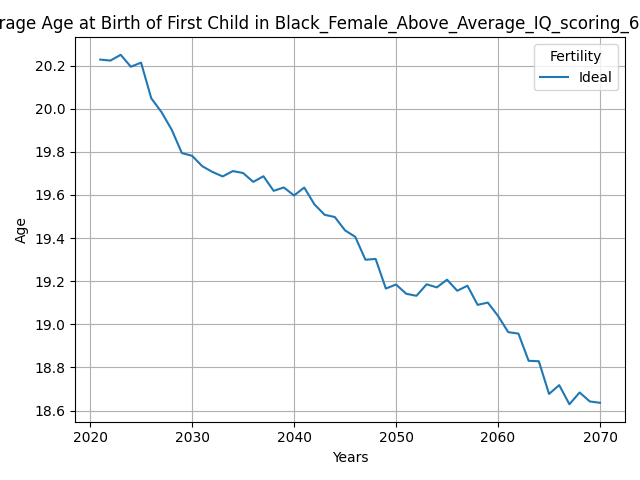 rage Age at Birth of First Child in Black_Female_Above_Average_IQ_scoring_6
Fertility
Ideal
Age
20.2
20.0
19.8
19.6
19.4
19.2
19.0
18.8
18.6
2020 2030 2040 2050 2060 2070
Years